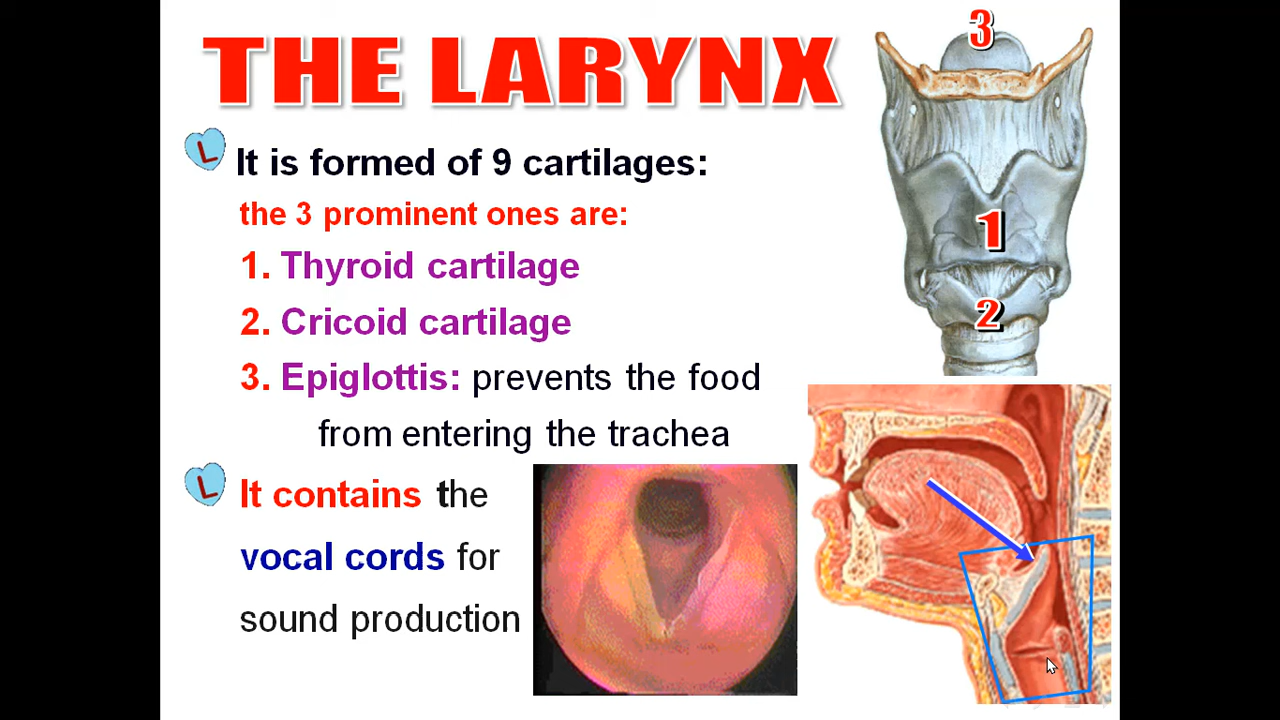 THE LARYNX
L It is formed of 9 cartilages:
the 3 prominent ones are:
1. Thyroid cartilage
2. Cricoid cartilage
3. Epiglottis: prevents the food
from entering the trachea
L It contains the
vocal cords for
sound production
3
1
2